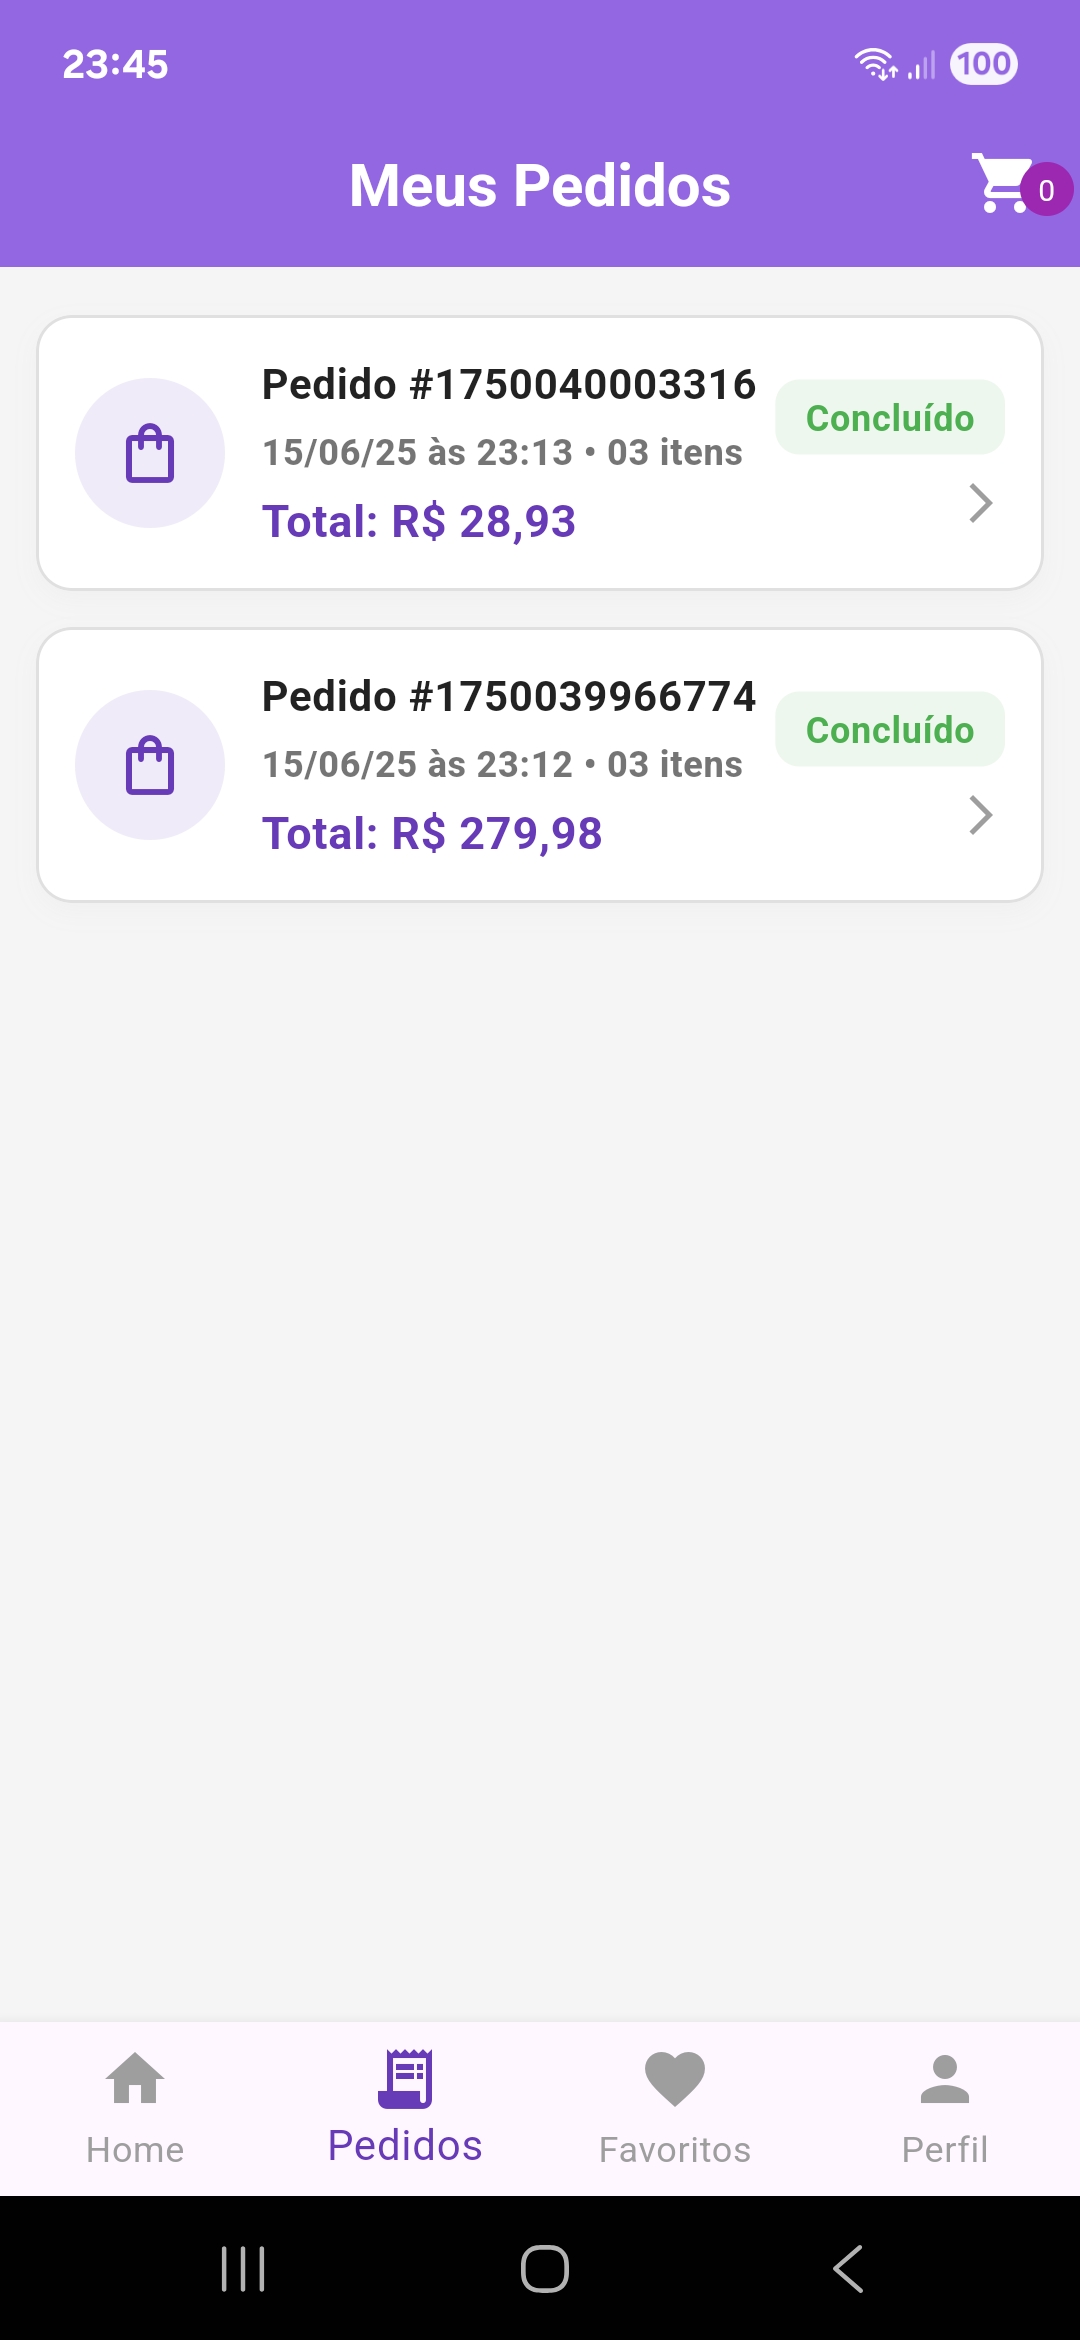 23:45
100
Meus Pedidos
0
Pedido #1750040003316
Concluído
15/06/25 às 23:13 • 03 itens
Total: R$ 28,93
Pedido #1750039966774
Concluído
15/06/25 às 23:12 • 03 itens
Total: R$ 279,98
Home
Pedidos
Favoritos
Perfil